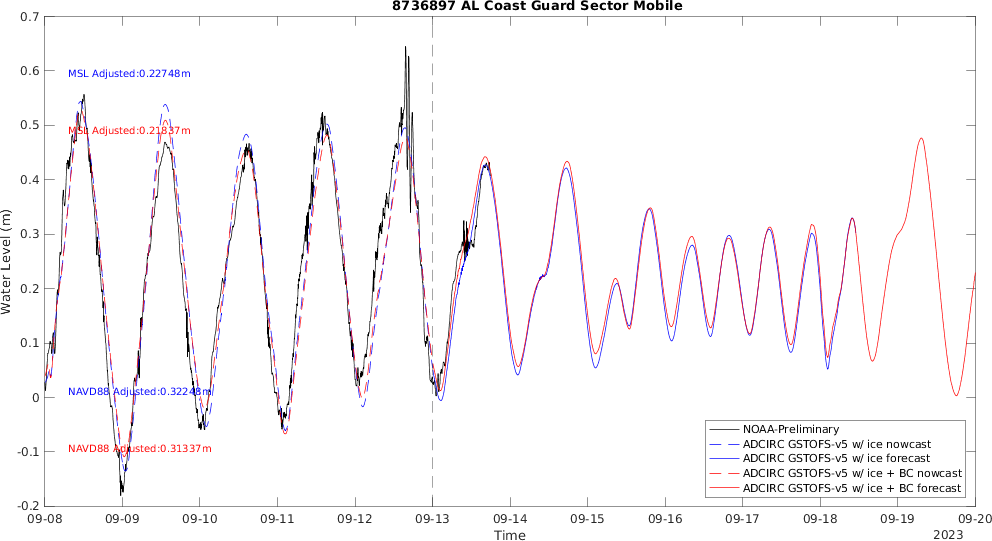 8736897 AL Coast Guard Sector Mobile
0.7
0.6
0.5
0.4
0.3
0.2
0.1
0
-0.1
-0.2
Water Level (m)
MSL Adjusted:0.22748m
MSL Adjusted:0.21837m
NAVD88 Adjusted:0.32248m
NAVD88 Adjusted:0.31337m
NOAA-Preliminary
ADCIRC GSTOFS-v5 w/ ice nowcast
ADCIRC GSTOFS-v5 w/ ice forecast
ADCIRC GSTOFS-v5 w/ ice + BC nowcast
ADCIRC GSTOFS-v5 w/ ice + BC forecast
09-08 09-09 09-10 09-11 09-12 09-13 09-14 09-15 09-16 09-17 09-18 09-19 09-20
Time
2023